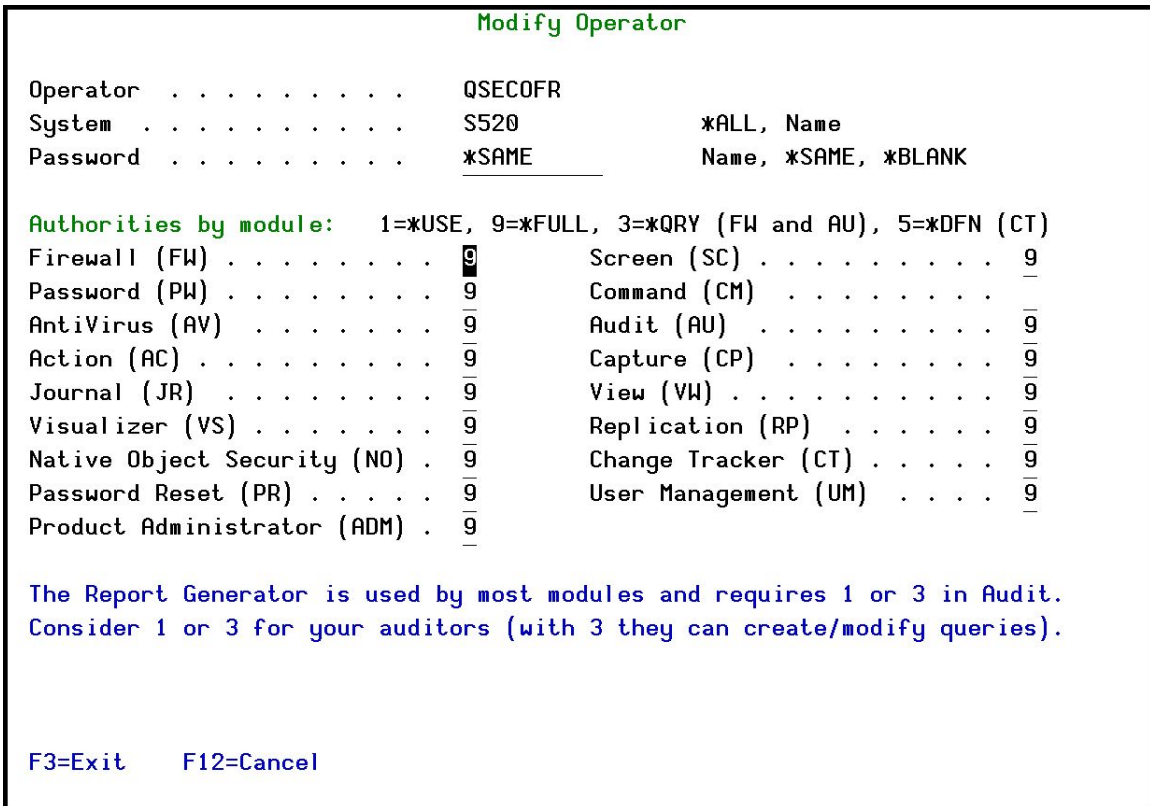 Modify Operator
Operator . . . . . . . . . QSECOFR
System . . . . . . . . . . S520 *ALL, Name
Password . . . . . . . . . *SAME Name, *SAME, *BLANK
Authorities by module: 1=*USE, 9=*FULL, 3=*QRY (FW and AU), 5=*DFN (CT)
Firewall (FW) . . . . . . . . 9 Screen (SC) . . . . . . . . . 9
Password (PW) . . . . . . . . 9 Command (CM) . . . . . . . .
AntiVirus (AV) . . . . . . . 9 Audit (AU) . . . . . . . . . 9
Action (AC) . . . . . . . . . 9 Capture (CP) . . . . . . . . 9
Journal (JR) . . . . . . . . 9 View (VW) . . . . . . . . . . 9
Visualizer (VS) . . . . . . . 9 Replication (RP) . . . . . . 9
Native Object Security (NO) . 9 Change Tracker (CT) . . . . . 9
Password Reset (PR) . . . . . 9 User Management (UM) . . . . 9
Product Administrator (ADM) . 9
The Report Generator is used by most modules and requires 1 or 3 in Audit.
Consider 1 or 3 for your auditors (with 3 they can create/modify queries).
F3=Exit F12=Cancel